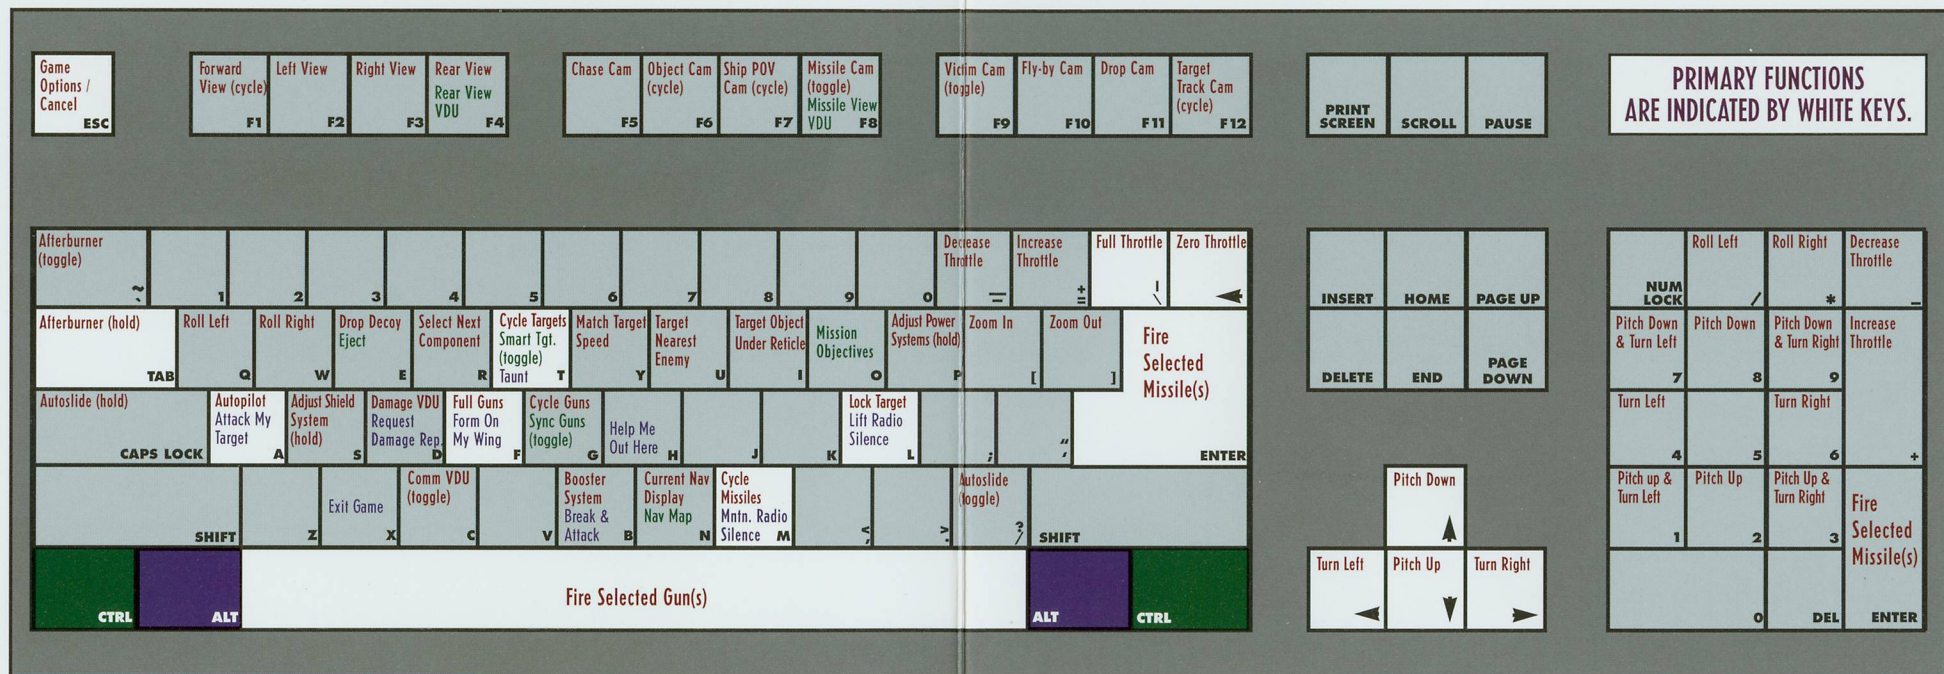 Game
Options /
Cancel
ESC
Forward
View (cycle)
F1
Left View
F2
Right View
F3
Rear View
Rear View
VDU
F4
Chase Cam
F5
Object Cam
(cycle)
F6
Ship POV
Cam (cycle)
F7
Missile Cam
(toggle)
Missile View
VDU F8
Victim Cam
(toggle)
F9
Fly-by Cam
F10
Drop Cam
F11
Target
Track Cam
(cycle)
F12
PRINT
SCREEN
SCROLL
PAUSE
PRIMARY FUNCTIONS
ARE INDICATED BY WHITE KEYS.
Afterburner
(toggle)
~
`
1
2
3
4
5
6
7
8
9
0
Decrease
Throttle
—
–
Increase
Throttle
+
=
Full Throttle
|
\
Zero Throttle
INSERT
HOME
PAGE UP
NUM
LOCK
Roll Left
/
Roll Right
*
Decrease
Throttle
–
Afterburner (hold)
TAB
Roll Left
Q
Roll Right
W
Drop Decoy
Eject
E
Select Next
Component
R
Cycle Targets
Smart Tgt.
(toggle)
Taunt T
Match Target
Speed
Y
Target
Nearest
Enemy
U
Target Object
Under Reticle
I
Mission
Objectives
O
Adjust Power
Systems (hold)
P
Zoom In
[
Zoom Out
]
Fire
Selected
Missile(s)
ENTER
DELETE
END
PAGE
DOWN
Pitch Down
& Turn Left
7
Pitch Down
8
Pitch Down
& Turn Right
9
Increase
Throttle
+
Autoslide (hold)
CAPS LOCK
Autopilot
Attack My
Target
A
Adjust Shield
System
(hold)
S
Damage VDU
Request
Damage Rep.
D
Full Guns
Form On
My Wing
F
Cycle Guns
Sync Guns
(toggle)
G
Help Me
Out Here
H
J
K
Lock Target
Lift Radio
Silence
L
;
"
'
Turn Left
4
5
Turn Right
6
SHIFT
Z
Exit Game
X
Comm VDU
(toggle)
C
V
Booster
System
Break &
Attack B
Current Nav
Display
Nav Map
N
Cycle
Missiles
Mntn. Radio
Silence M
<
,
>
.
Autoslide
(toggle)
?
/
SHIFT
Pitch Down
Pitch up &
Turn Left
1
Pitch Up
2
Pitch Up &
Turn Right
3
Fire
Selected
Missile(s)
ENTER
CTRL
ALT
Fire Selected Gun(s)
ALT
CTRL
Turn Left
Pitch Up
Turn Right
0
DEL